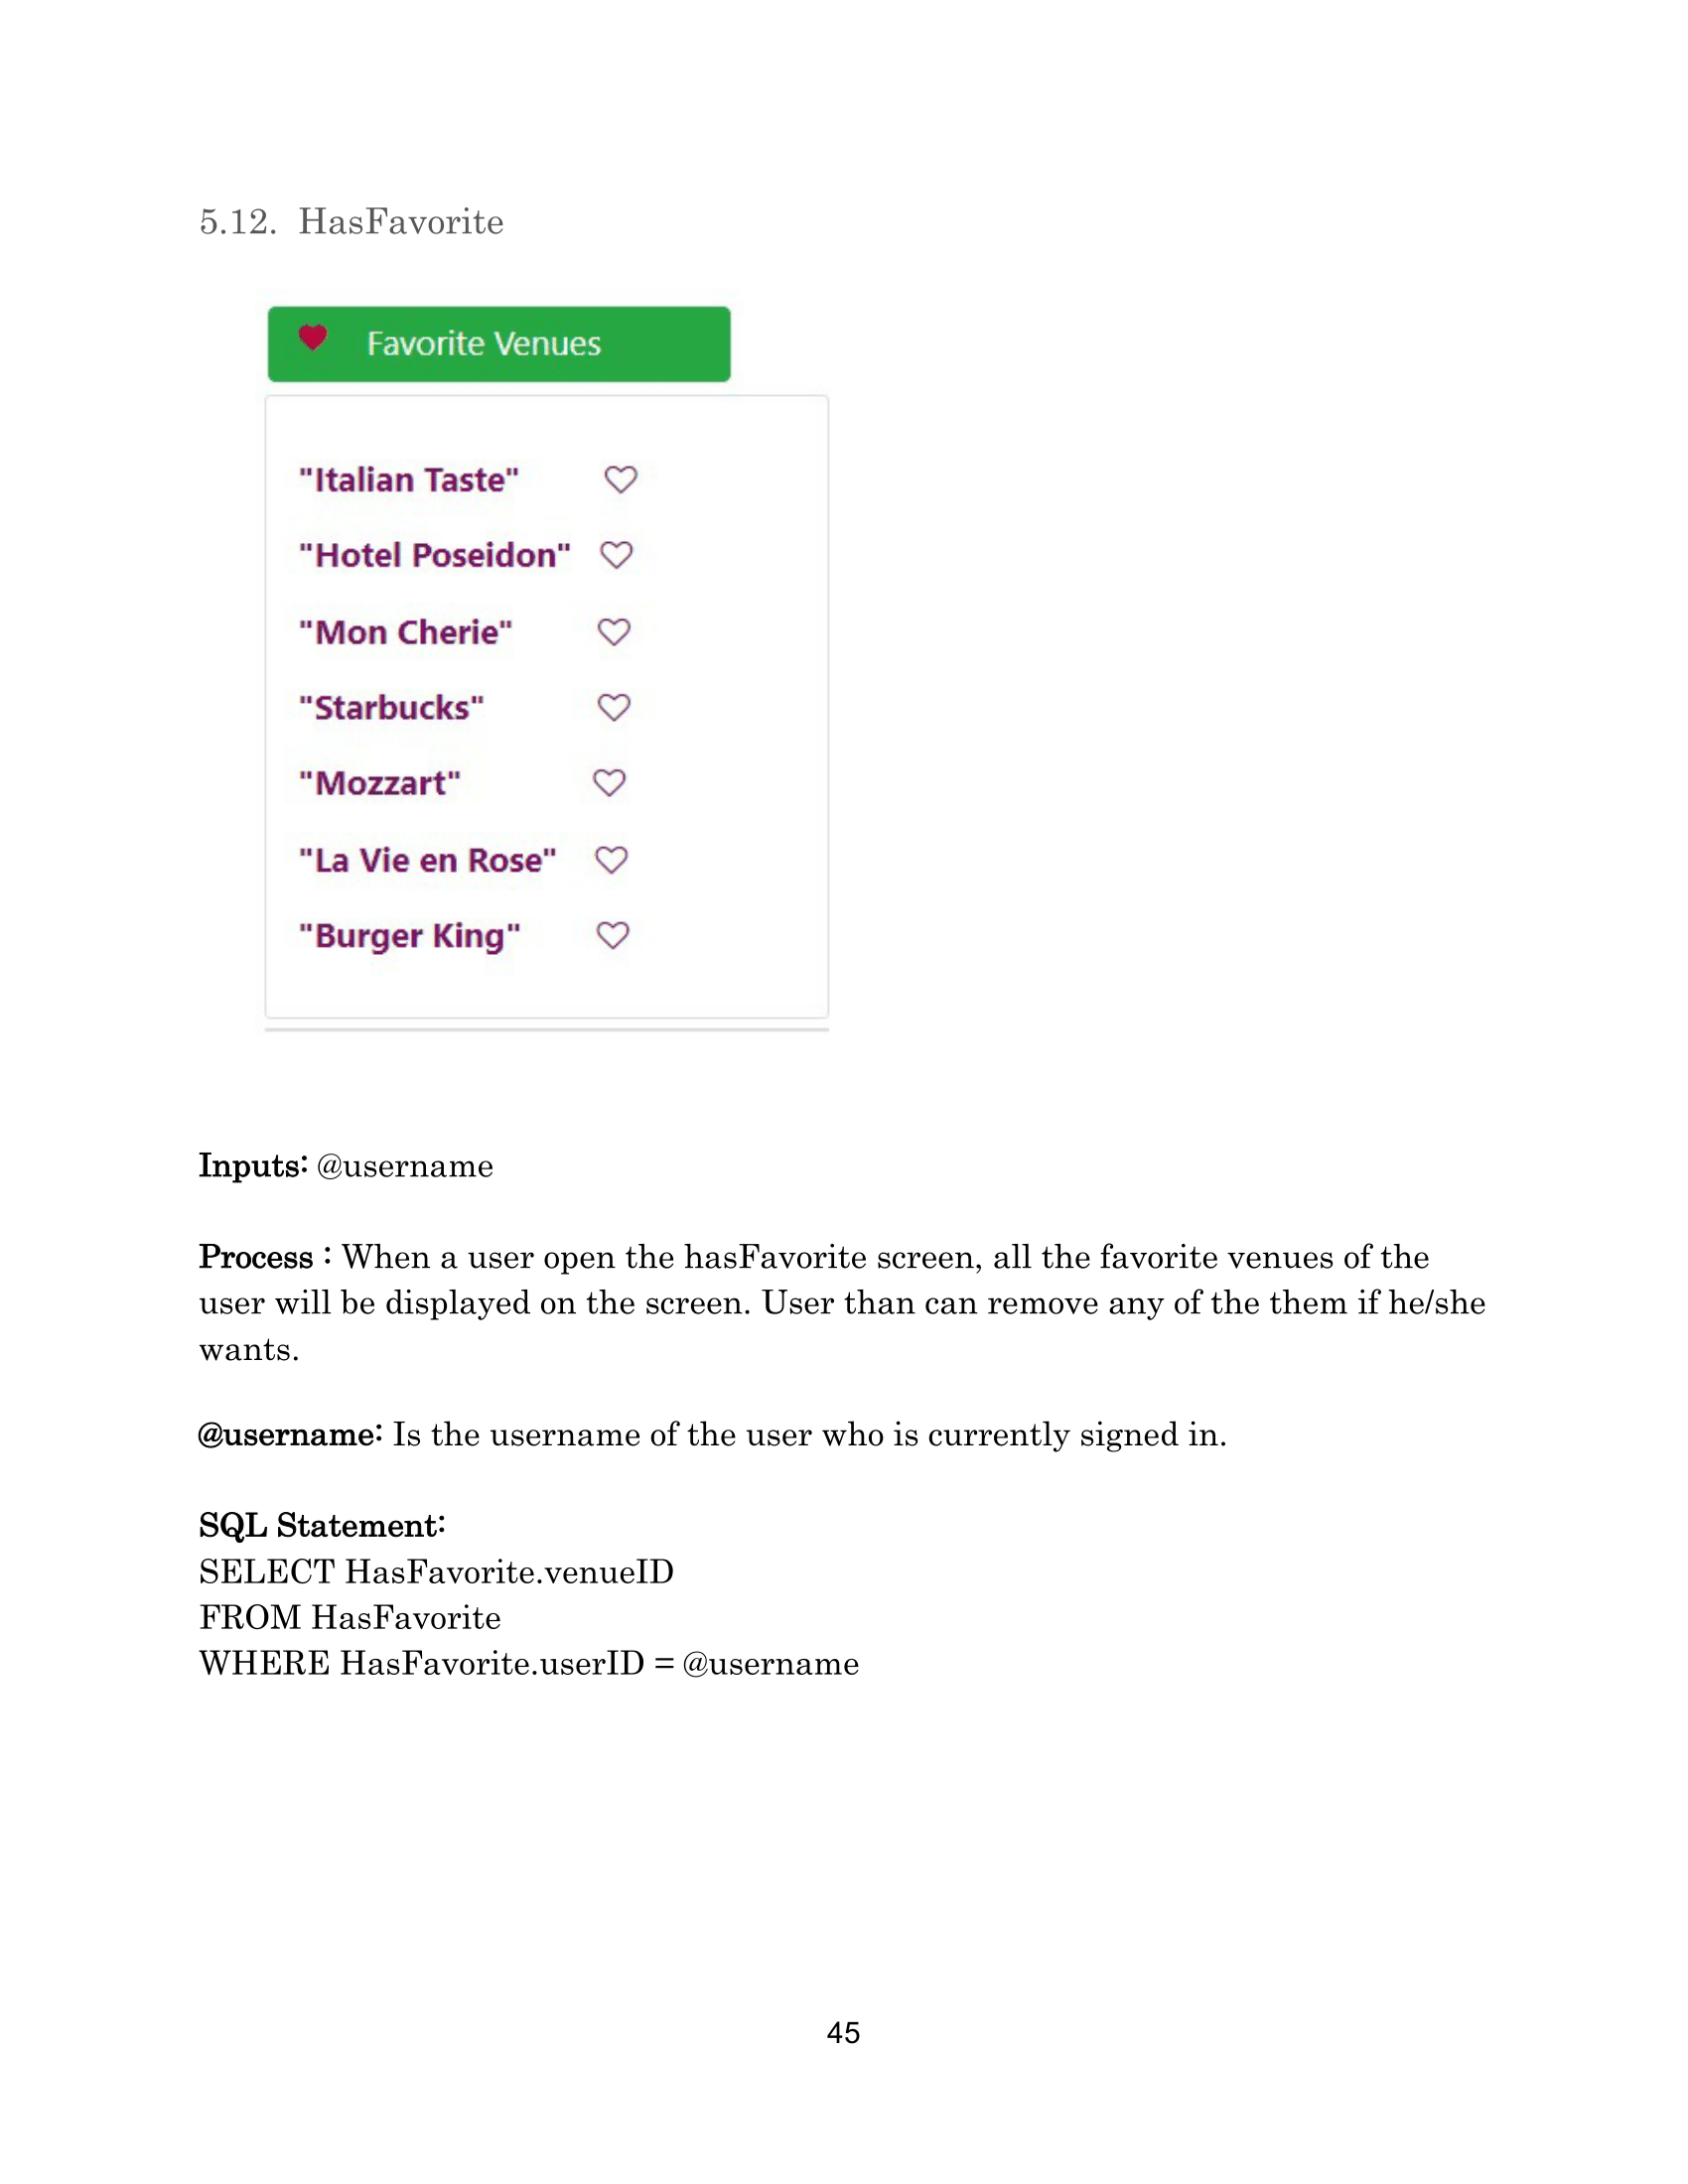 5.12. HasFavorite
Favorite Venues
"Italian Taste"
"Hotel Poseidon"
"Mon Cherie"
"Starbucks"
"Mozzart"
"La Vie en Rose"
"Burger King"
Inputs: @username
Process : When a user open the hasFavorite screen, all the favorite venues of the
user will be displayed on the screen. User than can remove any of the them if he/she
wants.
@username: Is the username of the user who is currently signed in.
SQL Statement:
SELECT HasFavorite.venueID
FROM HasFavorite
WHERE HasFavorite.userID = @username
45